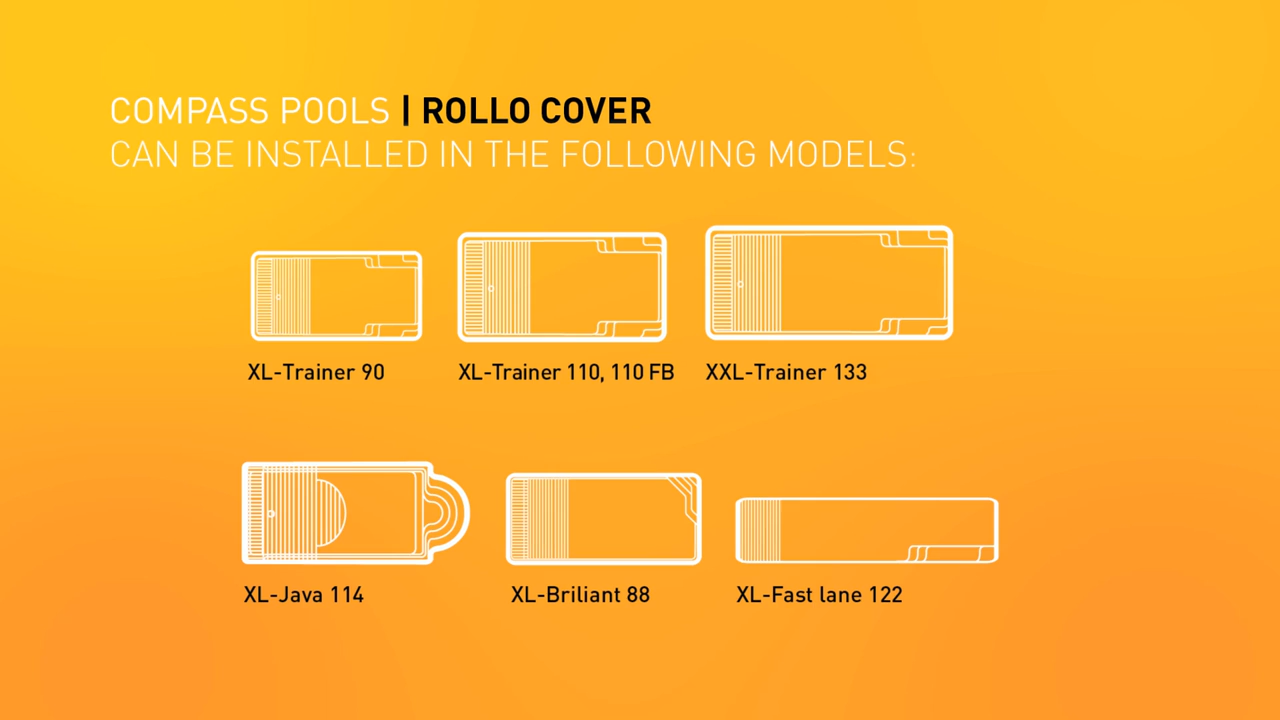 COMPASS POOLS | ROLLO COVER
CAN BE INSTALLED IN THE FOLLOWING MODELS:
XL-Trainer 90
XL-Trainer 110, 110 FB
XXL-Trainer 133
XL-Java 114
XL-Briliant 88
XL-Fast lane 122